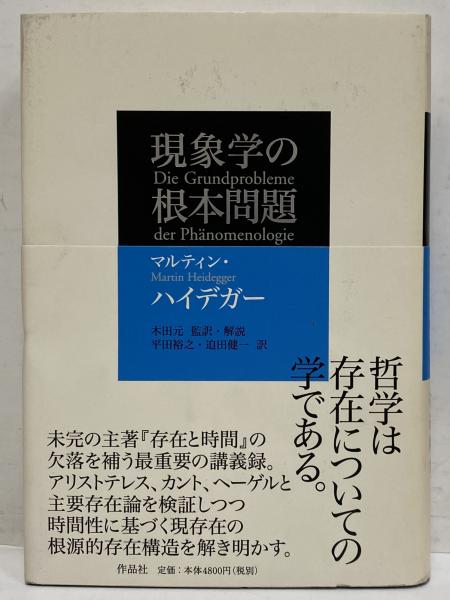 現象学の
Die Grundprobleme
根本問題
der Phänomenologie
マルティン・
Martin Heidegger
ハイデガー
木田元 監訳・解説
平田裕之・迫田健一 訳
哲学は
存在についての
学である。
未完の主著『存在と時間』の
欠落を補う最重要の講義録。
アリストテレス、カント、ヘーゲルと
主要存在論を検証しつつ
時間性に基づく現存在の
根源的存在構造を解き明かす。
作品社 定価：本体4800円（税別）